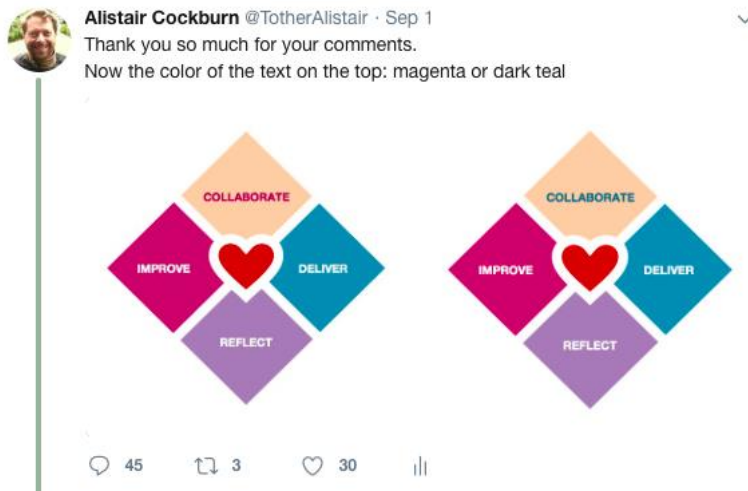 Alistair Cockburn @TotherAlistair · Sep 1
Thank you so much for your comments.
Now the color of the text on the top: magenta or dark teal
COLLABORATE
IMPROVE
DELIVER
REFLECT
COLLABORATE
IMPROVE
DELIVER
REFLECT
45 3 30